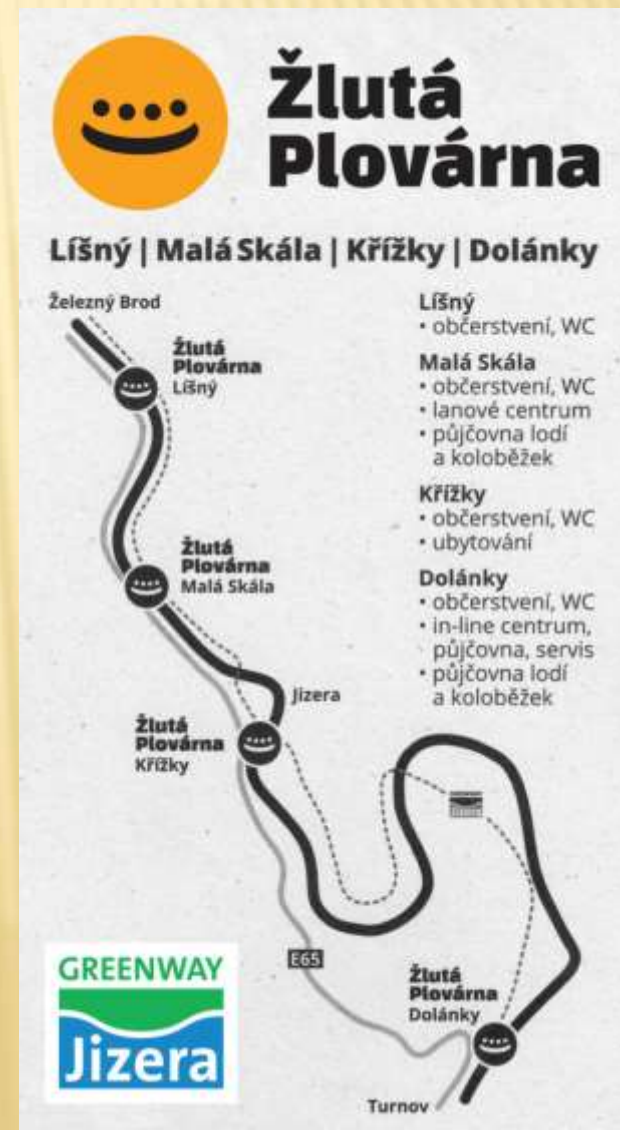 Žlutá
Plovárna
Líšný | Malá Skála | Křížky | Dolánky
Železný Brod
Žlutá
Plovárna
Líšný
Žlutá
Plovárna
Malá Skála
Jizera
Žlutá
Plovárna
Křížky
E65
Žlutá
Plovárna
Dolánky
Turnov
Líšný
• občerstvení, WC
Malá Skála
• občerstvení, WC
• lanové centrum
• půjčovna lodí
a koloběžek
Křížky
• občerstvení, WC
• ubytování
Dolánky
• občerstvení, WC
• in-line centrum,
půjčovna, servis
• půjčovna lodí
a koloběžek
GREENWAY
Jizera